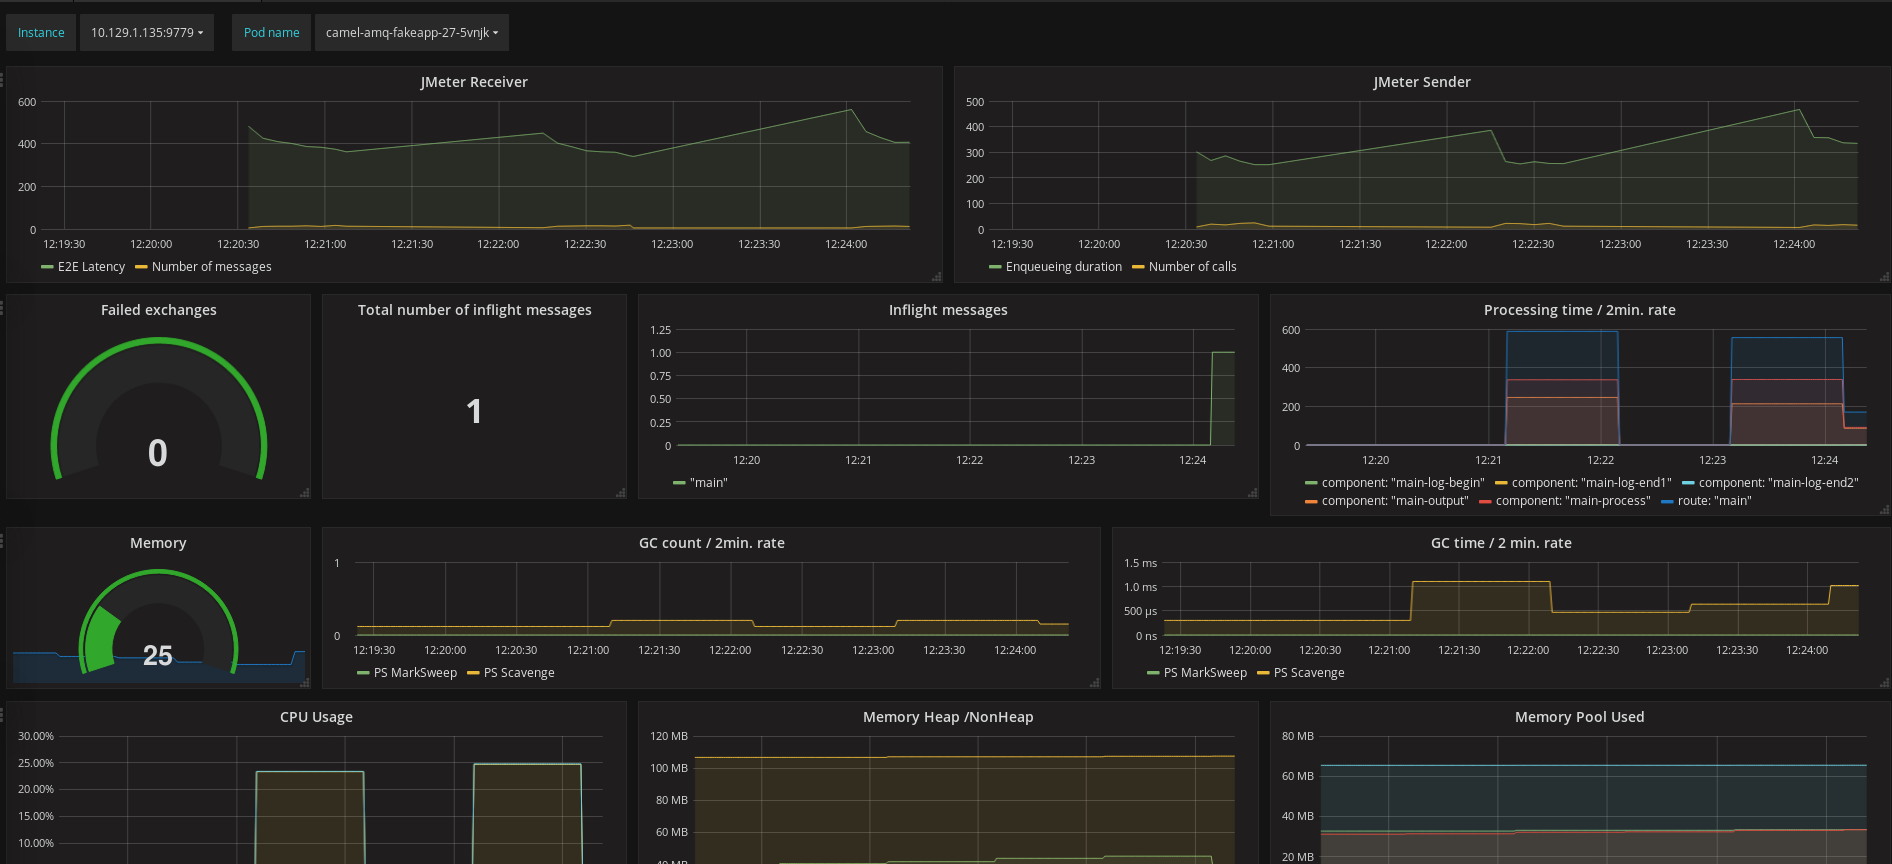 Instance 10.129.1.135:9779 Pod name camel-amq-fakeapp-27-5vnjk
JMeter Receiver
600
400
200
0
12:19:30 12:20:00 12:20:30 12:21:00 12:21:30 12:22:00 12:22:30 12:23:00 12:23:30 12:24:00
E2E Latency Number of messages
JMeter Sender
500
400
300
200
100
0
12:19:30 12:20:00 12:20:30 12:21:00 12:21:30 12:22:00 12:22:30 12:23:00 12:23:30 12:24:00
Enqueueing duration Number of calls
Failed exchanges
0
Total number of inflight messages
1
Inflight messages
1.25
1.00
0.75
0.50
0.25
0
12:20 12:21 12:22 12:23 12:24
"main"
Processing time / 2min. rate
600
400
200
0
12:20 12:21 12:22 12:23 12:24
component: "main-log-begin" component: "main-log-end1" component: "main-log-end2"
component: "main-output" component: "main-process" route: "main"
Memory
25
GC count / 2min. rate
1
0
12:19:30 12:20:00 12:20:30 12:21:00 12:21:30 12:22:00 12:22:30 12:23:00 12:23:30 12:24:00
PS MarkSweep PS Scavenge
GC time / 2 min. rate
1.5 ms
1.0 ms
500 µs
0 ns
12:19:30 12:20:00 12:20:30 12:21:00 12:21:30 12:22:00 12:22:30 12:23:00 12:23:30 12:24:00
PS MarkSweep PS Scavenge
CPU Usage
30.00%
25.00%
20.00%
15.00%
10.00%
Memory Heap /NonHeap
120 MB
100 MB
80 MB
60 MB
40 MB
Memory Pool Used
80 MB
60 MB
40 MB
20 MB